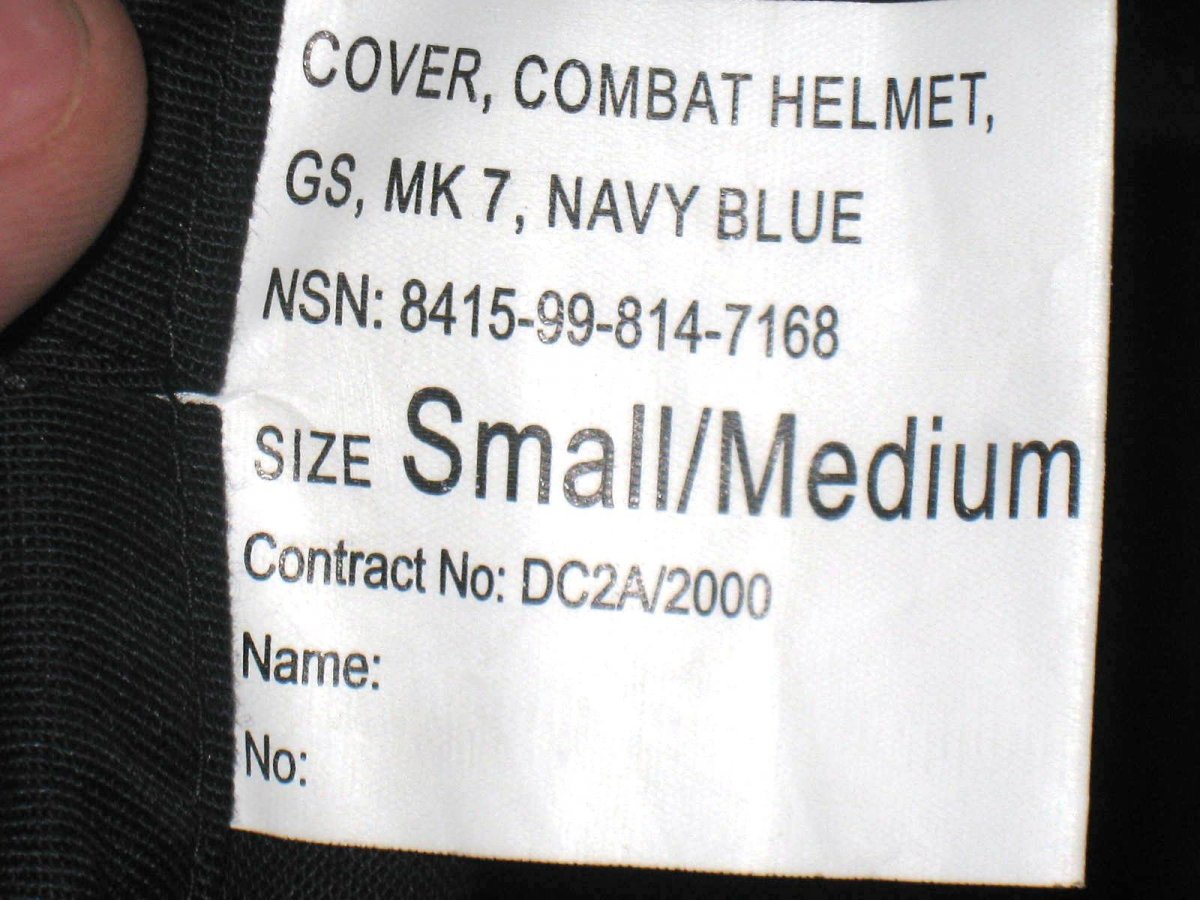 COVER, COMBAT HELMET,
GS, MK 7, NAVY BLUE
NSN: 8415-99-814-7168
SIZE Small/Medium
Contract No: DC2A/2000
Name:
No: